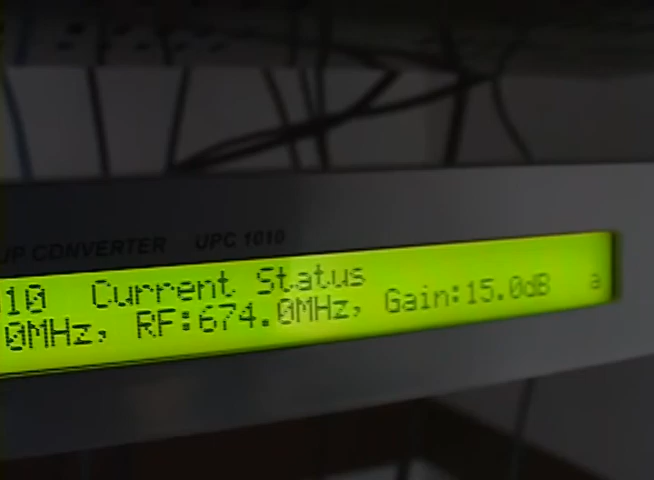 UP CONVERTER UPC 1010
10 Current Status
0MHz, RF:674.0MHz, Gain:15.0dB a